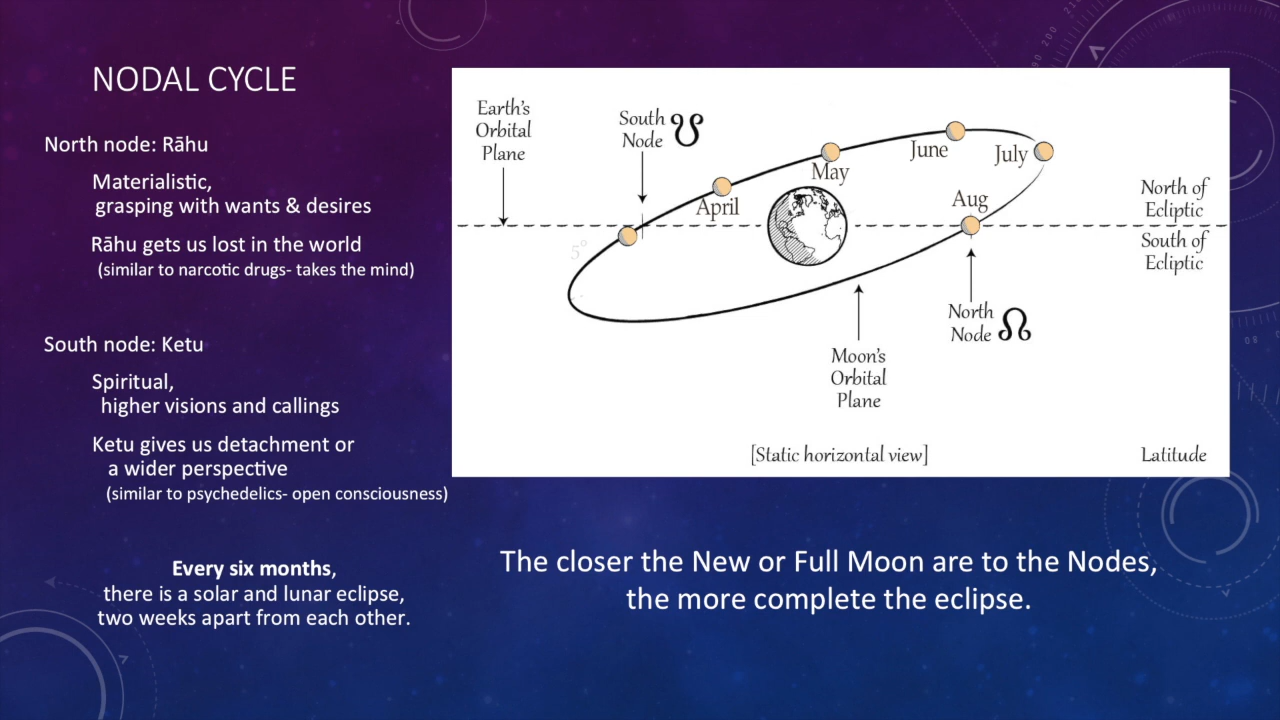 NODAL CYCLE
North node: Rāhu
Materialistic,
grasping with wants & desires
Rāhu gets us lost in the world
(similar to narcotic drugs- takes the mind)
South node: Ketu
Spiritual,
higher visions and callings
Ketu gives us detachment or
a wider perspective
(similar to psychedelics- open consciousness)
Every six months,
there is a solar and lunar eclipse,
two weeks apart from each other.
Earth's
Orbital
Plane
South
Node ☋
April
May
June
July
Aug
5°
North of
Ecliptic
South of
Ecliptic
North
Node ☊
Moon's
Orbital
Plane
[Static horizontal view]
Latitude
The closer the New or Full Moon are to the Nodes,
the more complete the eclipse.
200
80